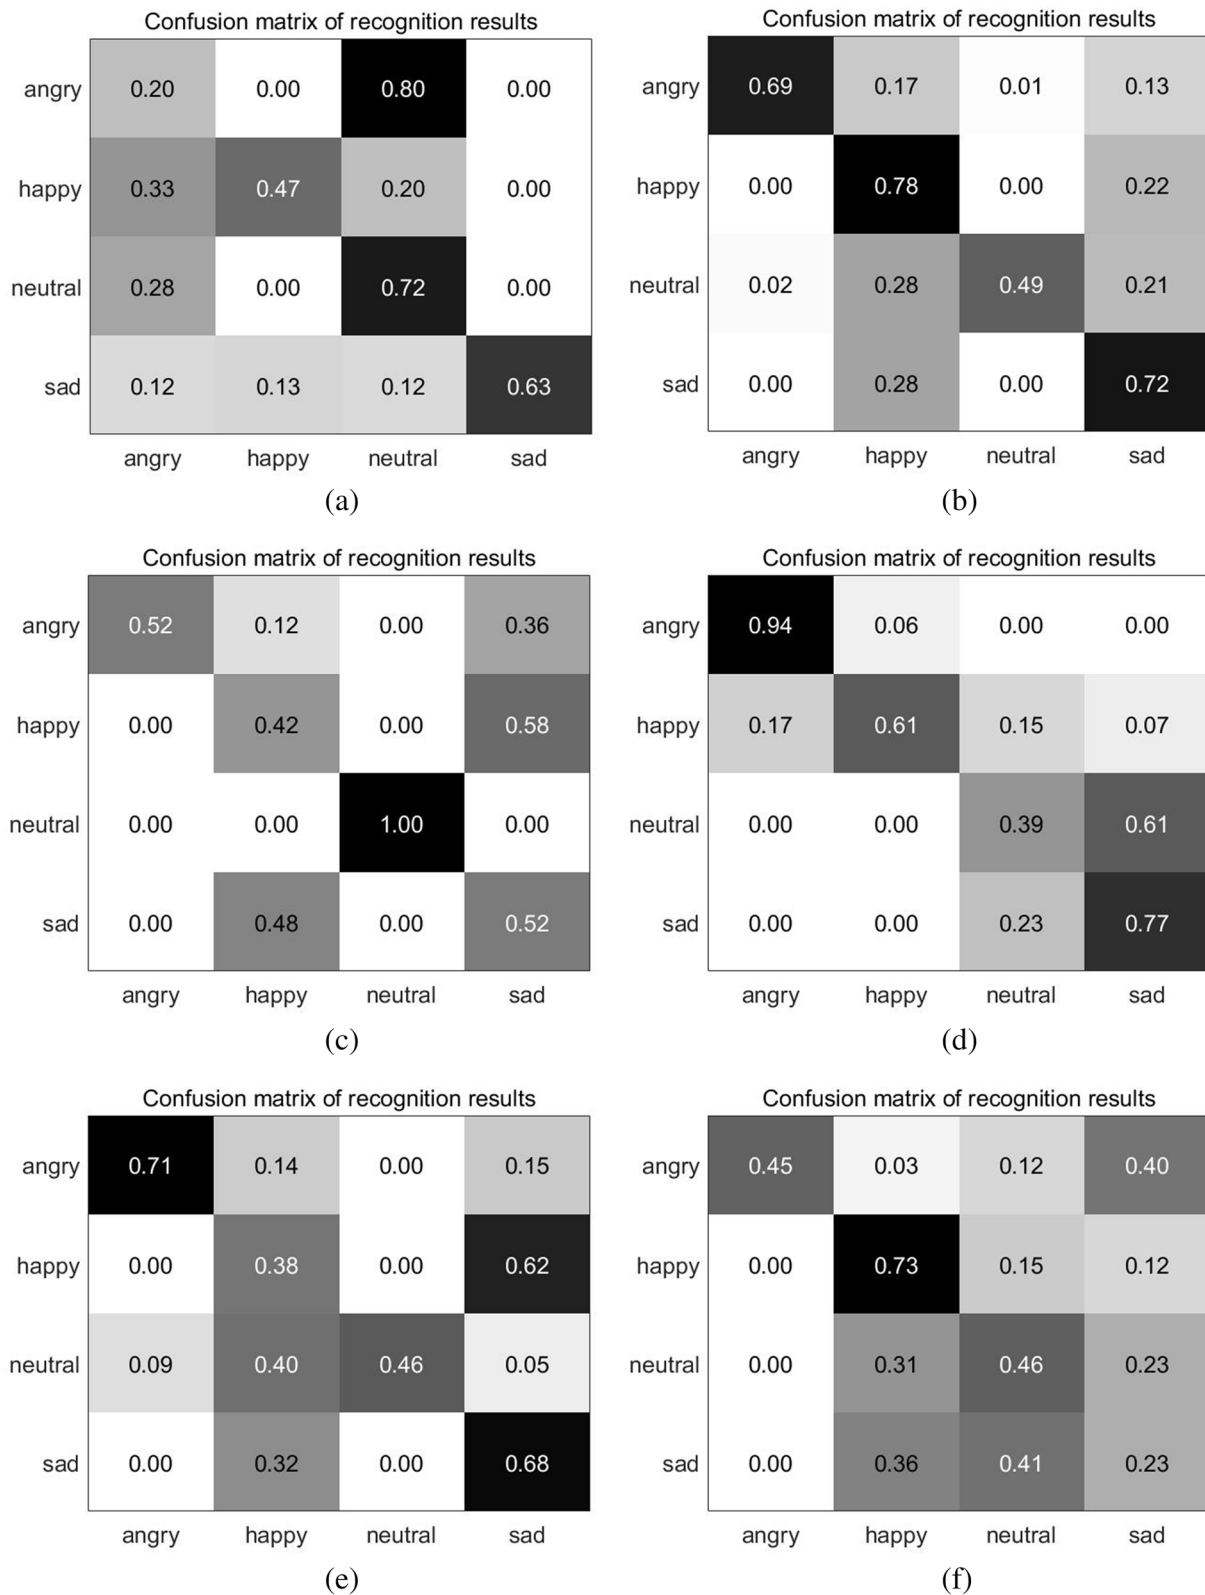 Confusion matrix of recognition results
angry 0.20 0.00 0.80 0.00
happy 0.33 0.47 0.20 0.00
neutral 0.28 0.00 0.72 0.00
sad 0.12 0.13 0.12 0.63
angry happy neutral sad
(a)
Confusion matrix of recognition results
angry 0.69 0.17 0.01 0.13
happy 0.00 0.78 0.00 0.22
neutral 0.02 0.28 0.49 0.21
sad 0.00 0.28 0.00 0.72
angry happy neutral sad
(b)
Confusion matrix of recognition results
angry 0.52 0.12 0.00 0.36
happy 0.00 0.42 0.00 0.58
neutral 0.00 0.00 1.00 0.00
sad 0.00 0.48 0.00 0.52
angry happy neutral sad
(c)
Confusion matrix of recognition results
angry 0.94 0.06 0.00 0.00
happy 0.17 0.61 0.15 0.07
neutral 0.00 0.00 0.39 0.61
sad 0.00 0.00 0.23 0.77
angry happy neutral sad
(d)
Confusion matrix of recognition results
angry 0.71 0.14 0.00 0.15
happy 0.00 0.38 0.00 0.62
neutral 0.09 0.40 0.46 0.05
sad 0.00 0.32 0.00 0.68
angry happy neutral sad
(e)
Confusion matrix of recognition results
angry 0.45 0.03 0.12 0.40
happy 0.00 0.73 0.15 0.12
neutral 0.00 0.31 0.46 0.23
sad 0.00 0.36 0.41 0.23
angry happy neutral sad
(f)